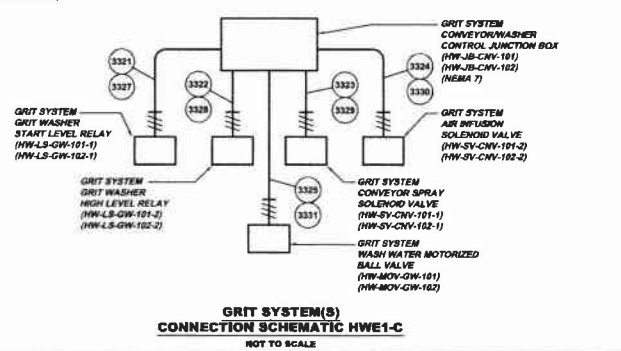 GRIT SYSTEM
CONVEYOR/WASHER
CONTROL JUNCTION BOX
(HW-JB-CNV-101)
(HW-JB-CNV-102)
(NEMA 7)
3321
3327
3322
3328
3323
3329
3324
3330
GRIT SYSTEM
GRIT WASHER
START LEVEL RELAY
(HW-LS-GW-101-1)
(HW-LS-GW-102-1)
GRIT SYSTEM
AIR INFUSION
SOLENOID VALVE
(HW-SV-CNV-101-2)
(HW-SV-CNV-102-2)
GRIT SYSTEM
GRIT WASHER
HIGH LEVEL RELAY
(HW-LS-GW-101-2)
(HW-LS-GW-102-2)
3325
3331
GRIT SYSTEM
CONVEYOR SPRAY
SOLENOID VALVE
(HW-SV-CNV-101-1)
(HW-SV-CNV-102-1)
GRIT SYSTEM
WASH WATER MOTORIZED
BALL VALVE
(HW-MOV-GW-101)
(HW-MOV-GW-102)
GRIT SYSTEM(S)
CONNECTION SCHEMATIC HWE1-C
NOT TO SCALE